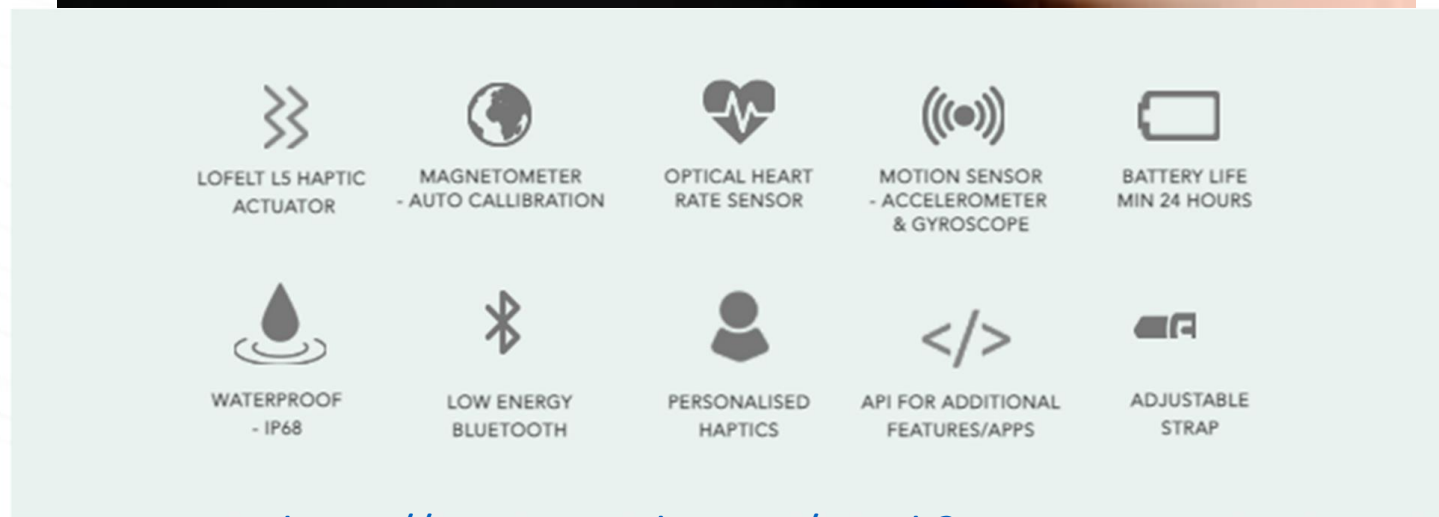 LOFELT L5 HAPTIC
ACTUATOR
MAGNETOMETER
- AUTO CALLIBRATION
OPTICAL HEART
RATE SENSOR
MOTION SENSOR
- ACCELEROMETER
& GYROSCOPE
BATTERY LIFE
MIN 24 HOURS
WATERPROOF
- IP68
LOW ENERGY
BLUETOOTH
PERSONALISED
HAPTICS
API FOR ADDITIONAL
FEATURES/APPS
ADJUSTABLE
STRAP